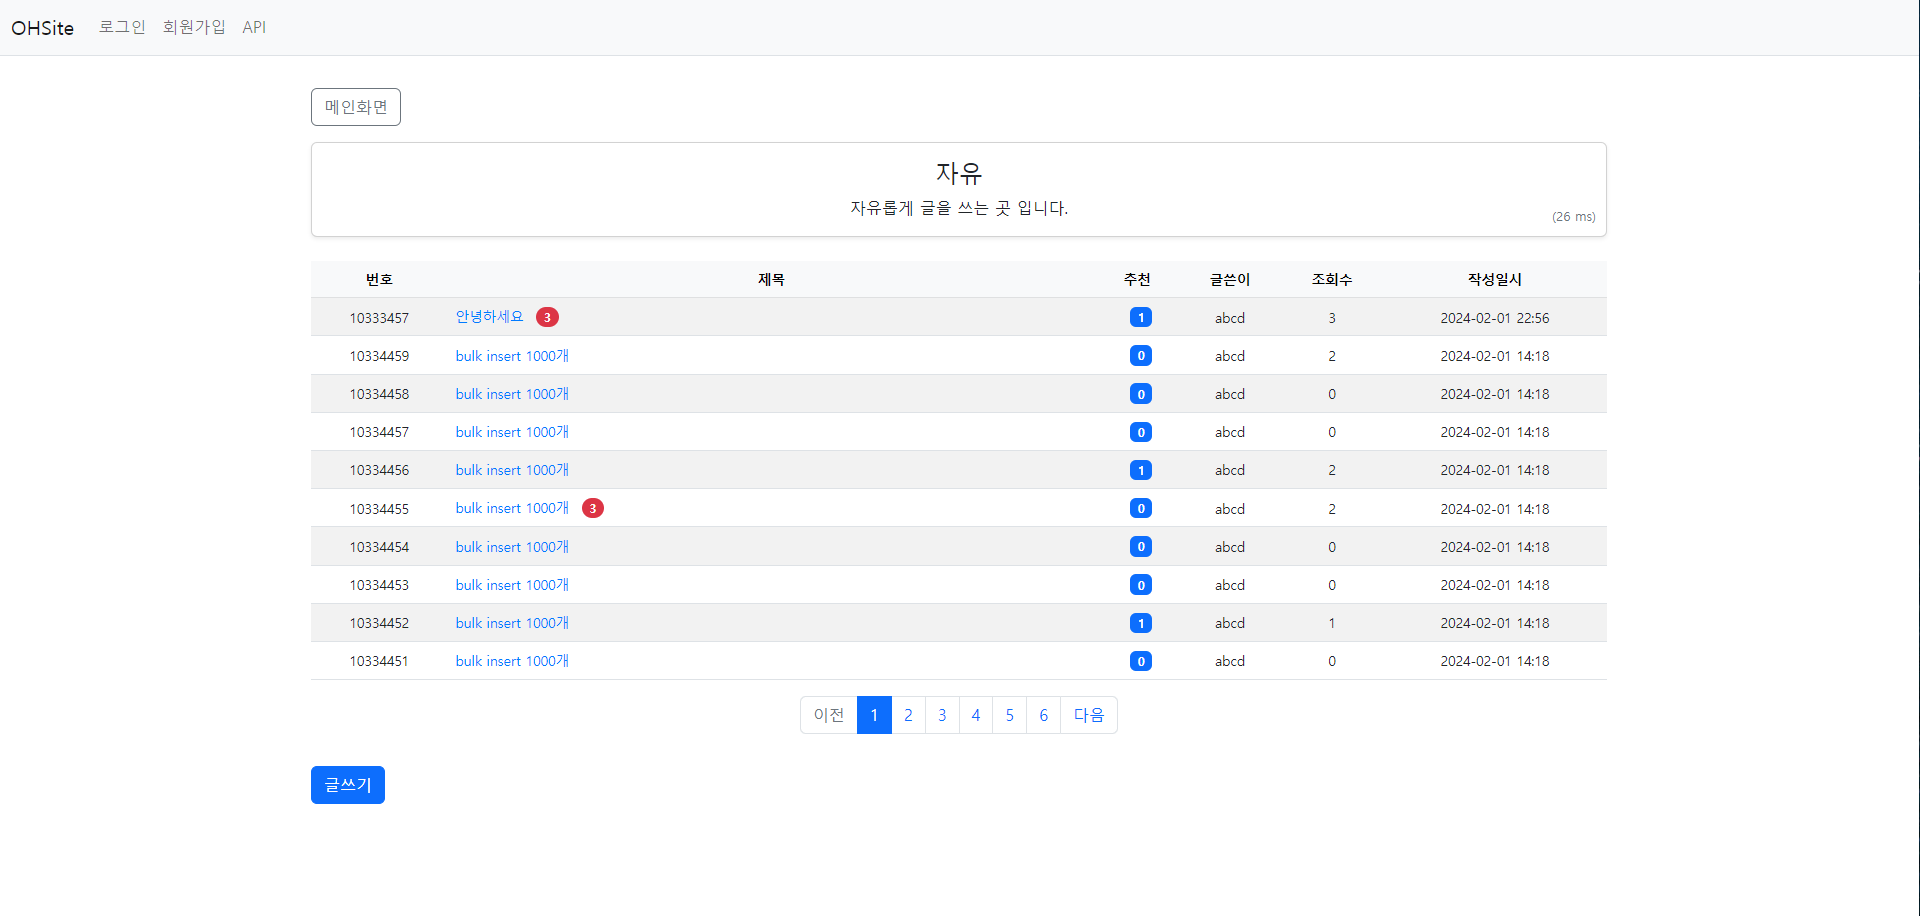 OHSite 로그인 회원가입 API
메인화면
자유
자유롭게 글을 쓰는 곳 입니다.
(26 ms)
번호 제목 추천 글쓴이 조회수 작성일시
10333457 안녕하세요 3 1 abcd 3 2024-02-01 22:56
10334459 bulk insert 1000개 0 abcd 2 2024-02-01 14:18
10334458 bulk insert 1000개 0 abcd 0 2024-02-01 14:18
10334457 bulk insert 1000개 0 abcd 0 2024-02-01 14:18
10334456 bulk insert 1000개 1 abcd 2 2024-02-01 14:18
10334455 bulk insert 1000개 3 0 abcd 2 2024-02-01 14:18
10334454 bulk insert 1000개 0 abcd 0 2024-02-01 14:18
10334453 bulk insert 1000개 0 abcd 0 2024-02-01 14:18
10334452 bulk insert 1000개 1 abcd 1 2024-02-01 14:18
10334451 bulk insert 1000개 0 abcd 0 2024-02-01 14:18
이전 1 2 3 4 5 6 다음
글쓰기